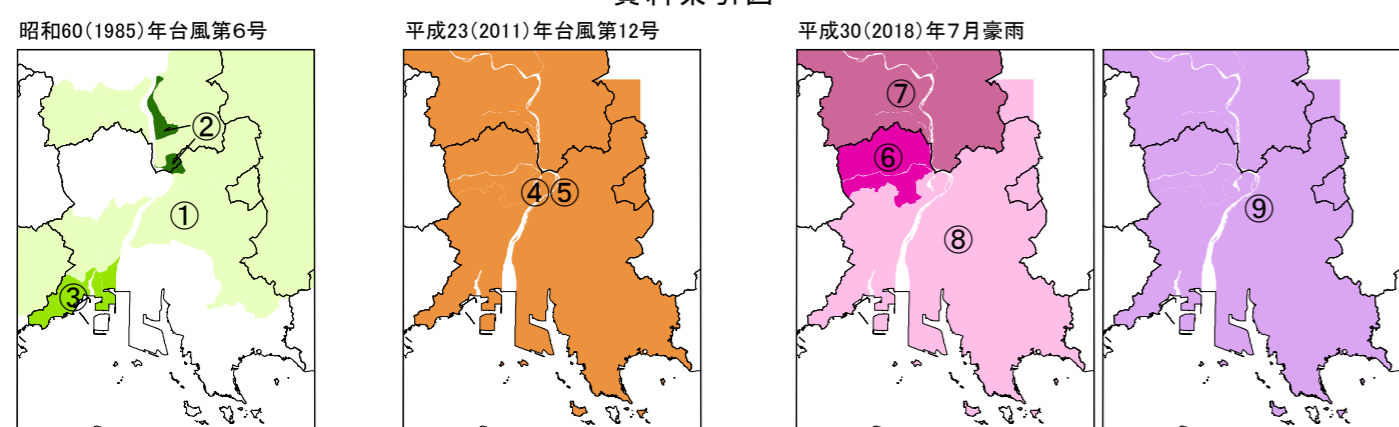 昭和60(1985)年台風第6号
平成23(2011)年台風第12号
平成30(2018)年7月豪雨
②
①
③
④⑤
⑦
⑥
⑧
⑨